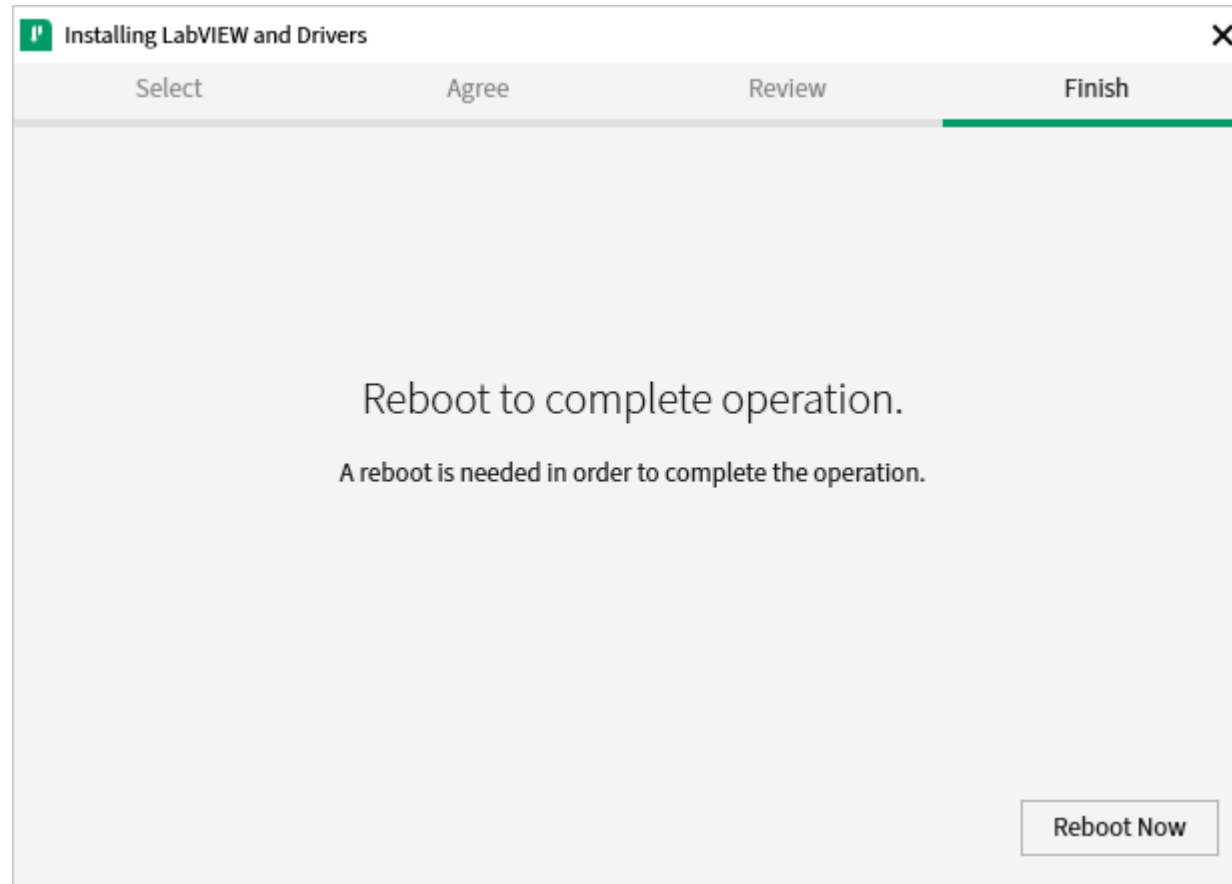 Installing LabVIEW and Drivers
Select Agree Review Finish
Reboot to complete operation.
A reboot is needed in order to complete the operation.
Reboot Now